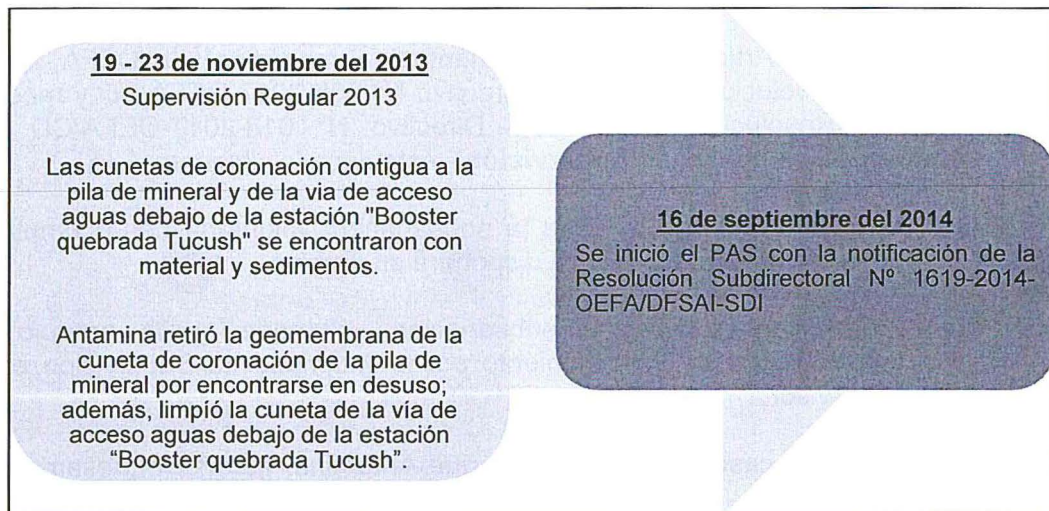 19 - 23 de noviembre del 2013
Supervisión Regular 2013
Las cunetas de coronación contigua a la
pila de mineral y de la via de acceso
aguas debajo de la estación "Booster
quebrada Tucush" se encontraron con
material y sedimentos.
Antamina retiró la geomembrana de la
cuneta de coronación de la pila de
mineral por encontrarse en desuso;
además, limpíó la cuneta de la vía de
acceso aguas debajo de la estación
“Booster quebrada Tucush”.
16 de septiembre del 2014
Se inició el PAS con la notificación de la
Resolución Subdirectoral Nº 1619-2014-
OEFA/DFSAI-SDI